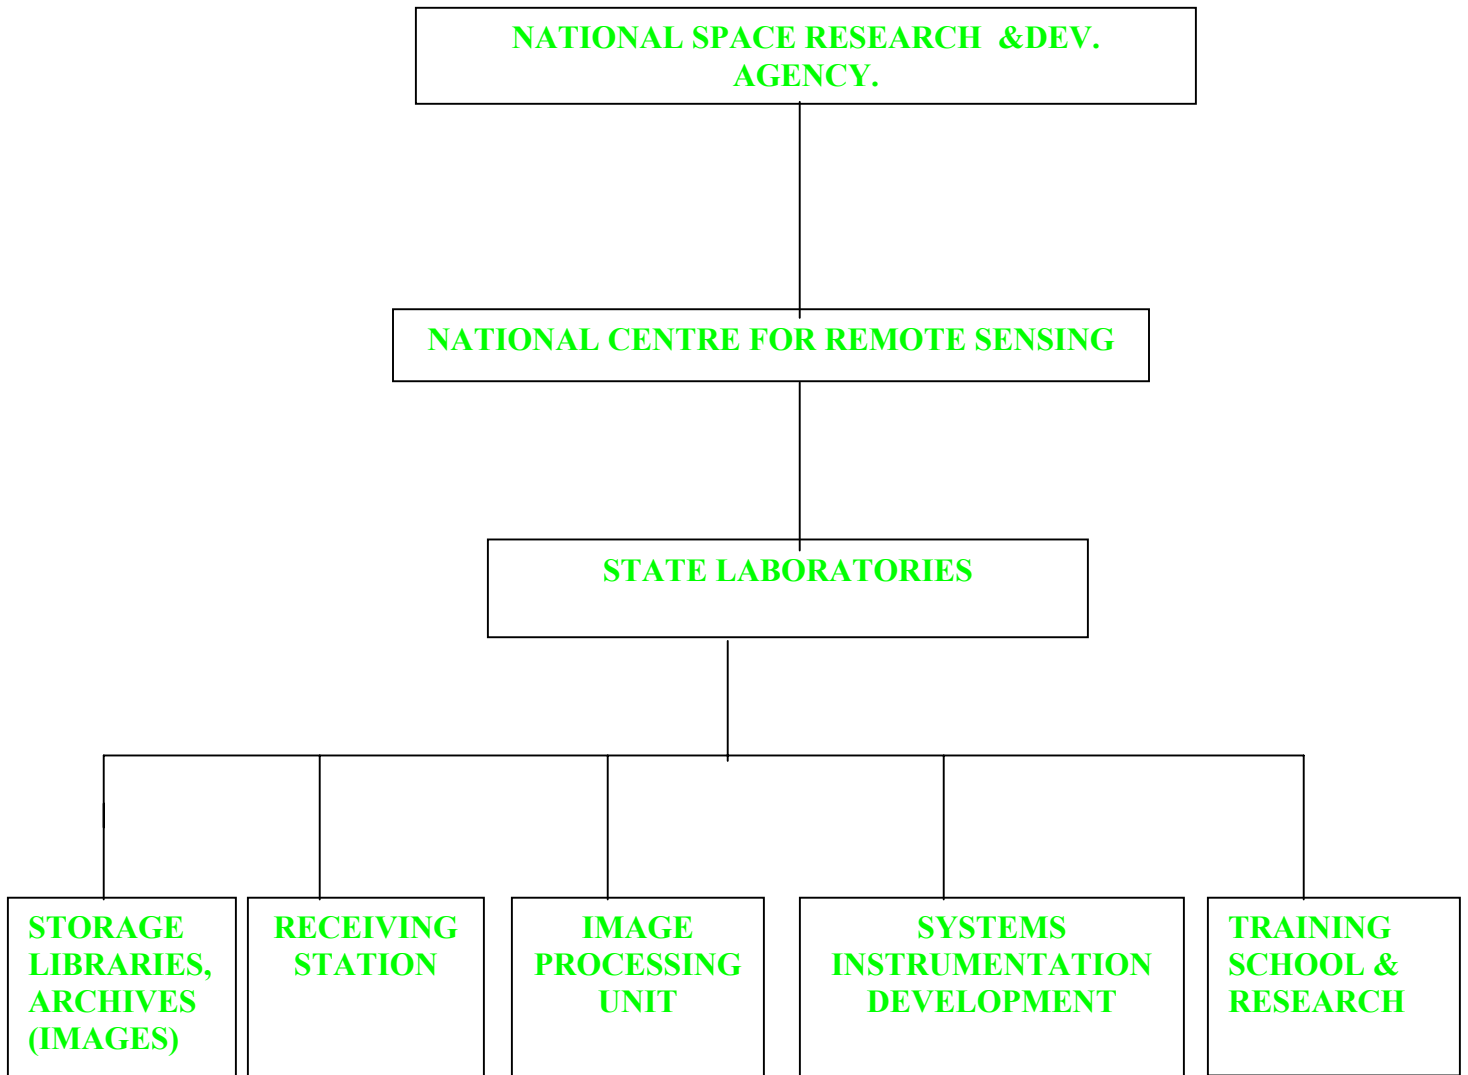 NATIONAL SPACE RESEARCH &DEV.
AGENCY.
NATIONAL CENTRE FOR REMOTE SENSING
STATE LABORATORIES
STORAGE
LIBRARIES,
ARCHIVES
(IMAGES)
RECEIVING
STATION
IMAGE
PROCESSING
UNIT
SYSTEMS
INSTRUMENTATION
DEVELOPMENT
TRAINING
SCHOOL &
RESEARCH